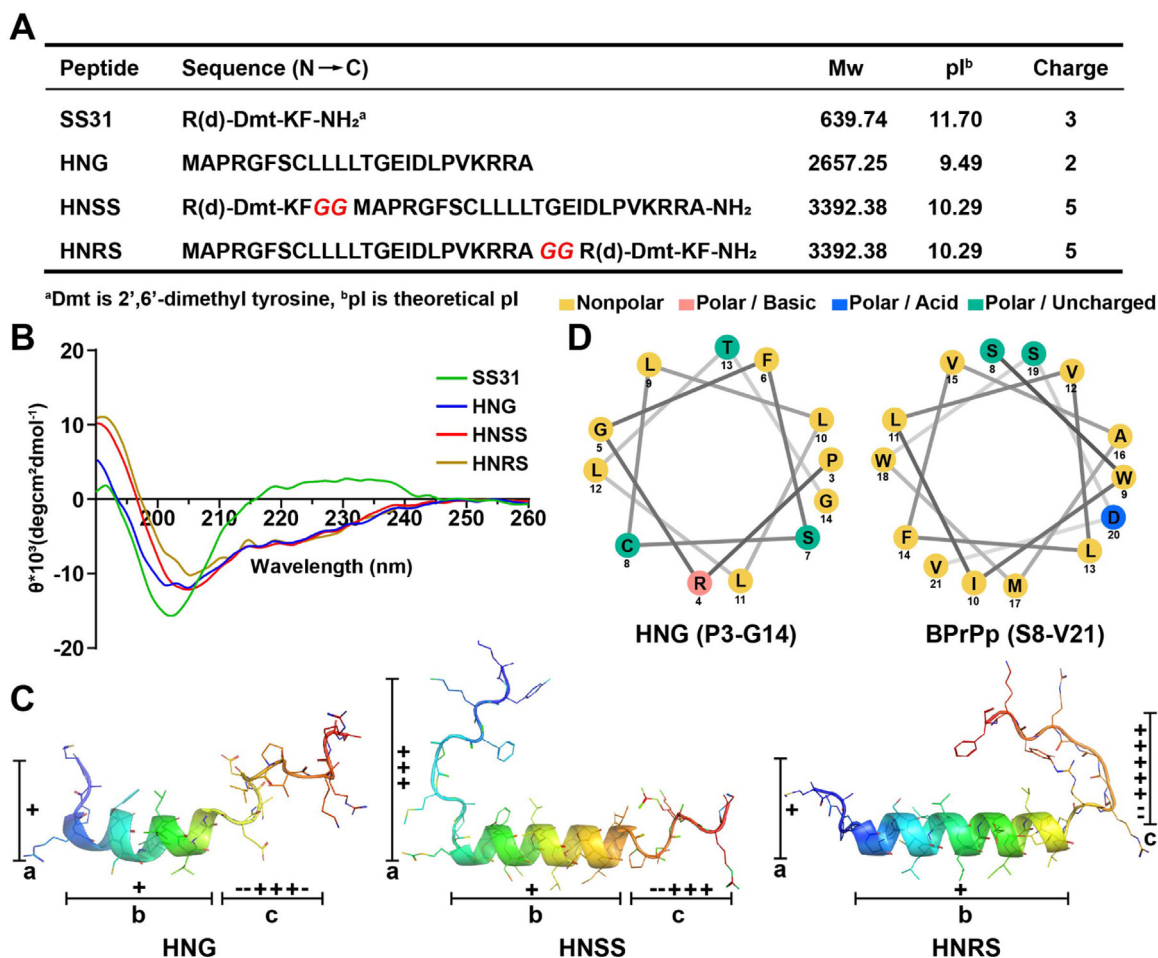 A
Peptide Sequence (N → C) Mw pIᵇ Charge
SS31 R(d)-Dmt-KF-NH₂ᵃ 639.74 11.70 3
HNG MAPRGFSCLLLLTGEIDLPVKRRA 2657.25 9.49 2
HNSS R(d)-Dmt-KFGG MAPRGFSCLLLLTGEIDLPVKRRA-NH₂ 3392.38 10.29 5
HNRS MAPRGFSCLLLLTGEIDLPVKRRA GG R(d)-Dmt-KF-NH₂ 3392.38 10.29 5
ᵃDmt is 2',6'-dimethyl tyrosine, ᵇpI is theoretical pI
Nonpolar Polar / Basic Polar / Acid Polar / Uncharged
B
θ*10³(degcm²dmol⁻¹)
20
10
0
-10
-20
200 210 220 230 240 250 260
Wavelength (nm)
SS31
HNG
HNSS
HNRS
D
T 13
F 6
L 9
L 10
G 5
P 3
L 12
G 14
C 8
S 7
R 4
L 11
HNG (P3-G14)
S 8
S 19
V 15
V 12
L 11
A 16
W 18
W 9
D 20
F 14
L 13
V 21
I 10
M 17
BPrPp (S8-V21)
C
+
a
+
b
--+++-
c
HNG
+++
a
+
b
--+++
c
HNSS
+
a
+
b
+++++--
c
HNRS